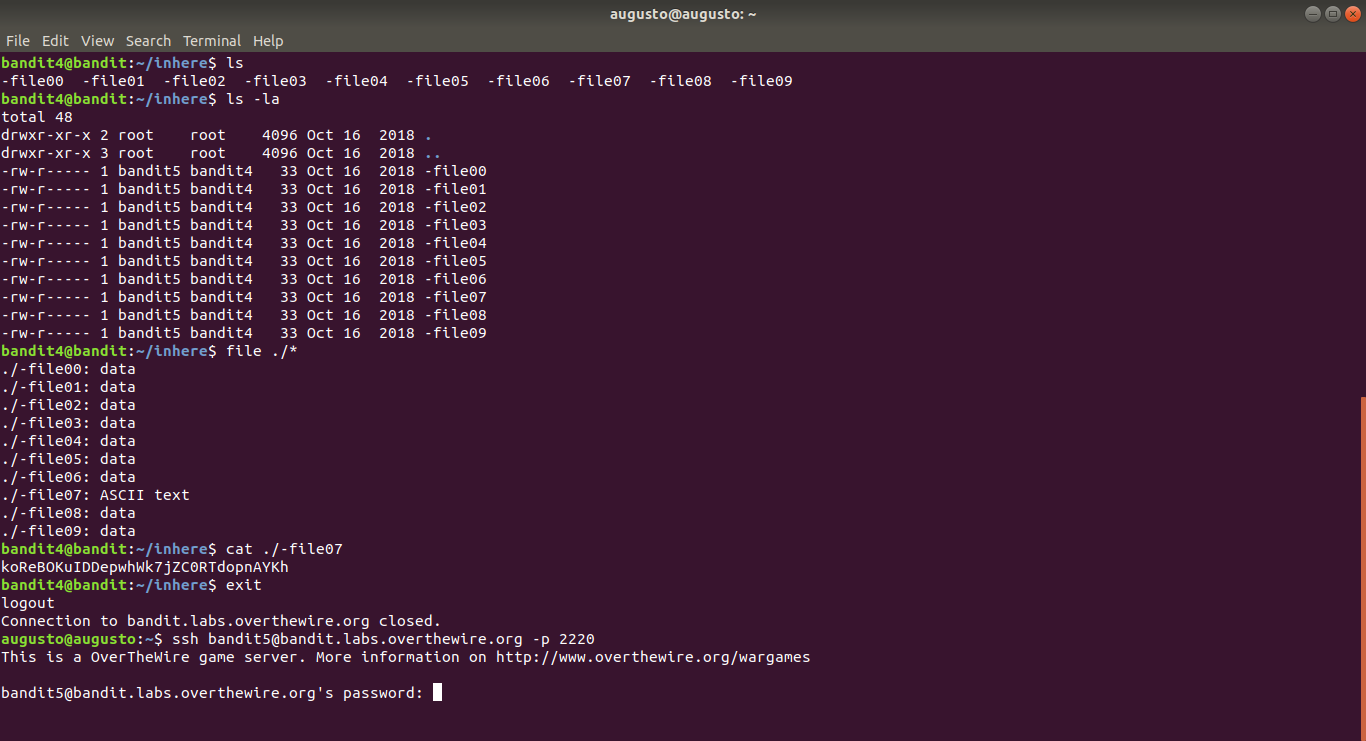 augusto@augusto: ~
File Edit View Search Terminal Help
bandit4@bandit:~/inhere$ ls
-file00  -file01  -file02  -file03  -file04  -file05  -file06  -file07  -file08  -file09
bandit4@bandit:~/inhere$ ls -la
total 48
drwxr-xr-x 2 root    root    4096 Oct 16  2018 .
drwxr-xr-x 3 root    root    4096 Oct 16  2018 ..
-rw-r----- 1 bandit5 bandit4   33 Oct 16  2018 -file00
-rw-r----- 1 bandit5 bandit4   33 Oct 16  2018 -file01
-rw-r----- 1 bandit5 bandit4   33 Oct 16  2018 -file02
-rw-r----- 1 bandit5 bandit4   33 Oct 16  2018 -file03
-rw-r----- 1 bandit5 bandit4   33 Oct 16  2018 -file04
-rw-r----- 1 bandit5 bandit4   33 Oct 16  2018 -file05
-rw-r----- 1 bandit5 bandit4   33 Oct 16  2018 -file06
-rw-r----- 1 bandit5 bandit4   33 Oct 16  2018 -file07
-rw-r----- 1 bandit5 bandit4   33 Oct 16  2018 -file08
-rw-r----- 1 bandit5 bandit4   33 Oct 16  2018 -file09
bandit4@bandit:~/inhere$ file ./*
./-file00: data
./-file01: data
./-file02: data
./-file03: data
./-file04: data
./-file05: data
./-file06: data
./-file07: ASCII text
./-file08: data
./-file09: data
bandit4@bandit:~/inhere$ cat ./-file07
koReBOKuIDDepwhWk7jZC0RTdopnAYKh
bandit4@bandit:~/inhere$ exit
logout
Connection to bandit.labs.overthewire.org closed.
augusto@augusto:~$ ssh bandit5@bandit.labs.overthewire.org -p 2220
This is a OverTheWire game server. More information on http://www.overthewire.org/wargames
bandit5@bandit.labs.overthewire.org's password: